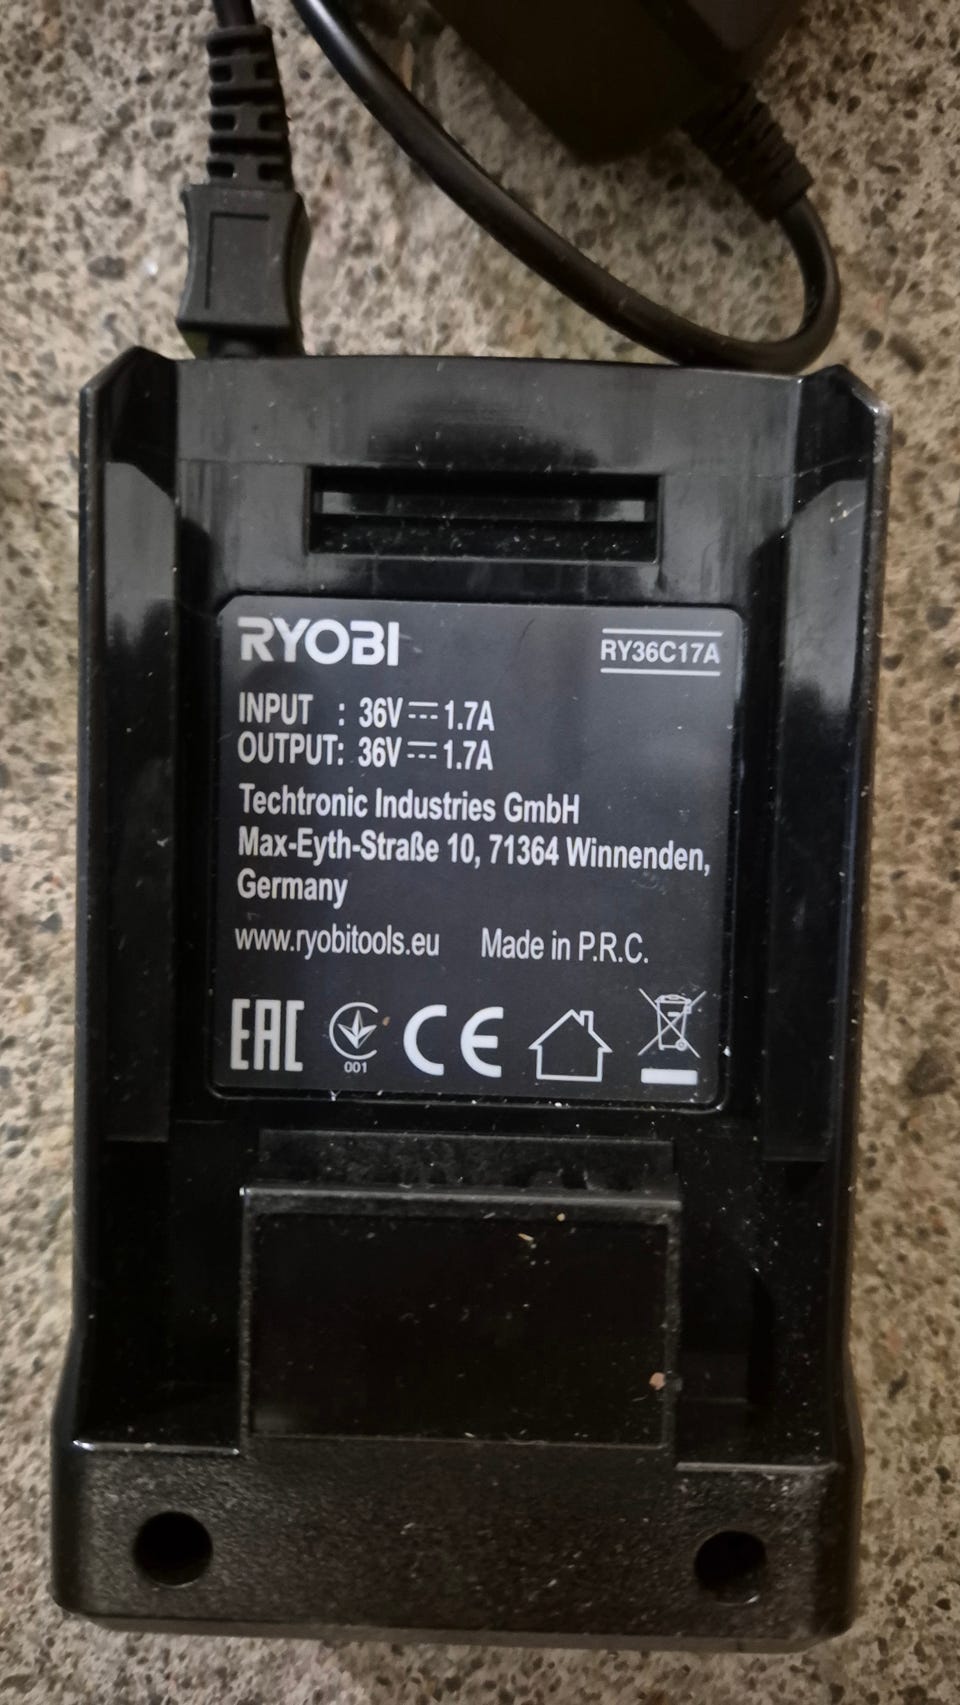 RYOBI RY36C17A
INPUT : 36V ⎓ 1.7A
OUTPUT: 36V ⎓ 1.7A
Techtronic Industries GmbH
Max-Eyth-Straße 10, 71364 Winnenden,
Germany
www.ryobitools.eu Made in P.R.C.
EAC 001 CE